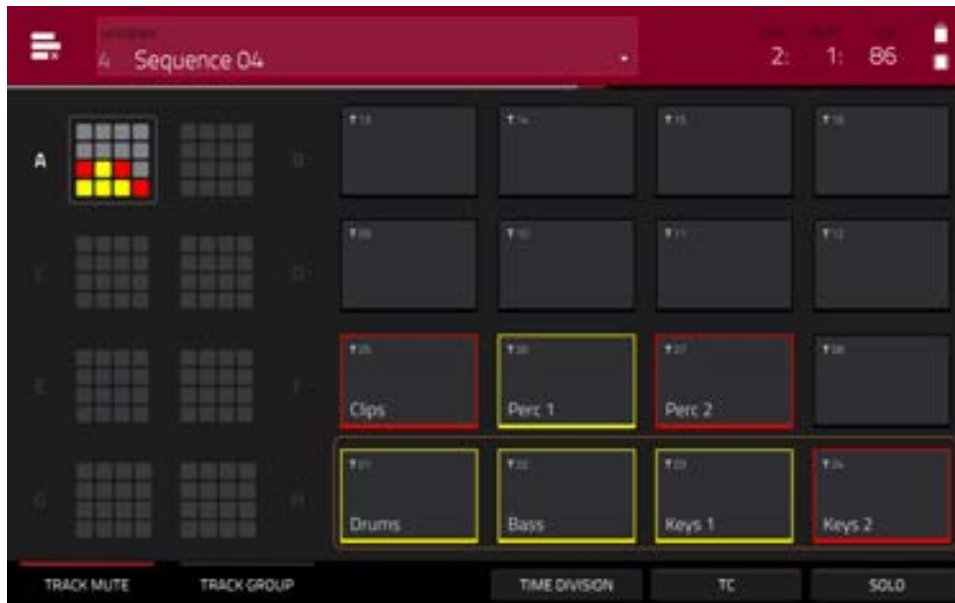 4 Sequence 04
2: 1: 86
A
B
C
D
E
F
G
H
Clips
Perc 1
Perc 2
Drums
Bass
Keys 1
Keys 2
TRACK MUTE
TRACK GROUP
TIME DIVISION
TC
SOLO